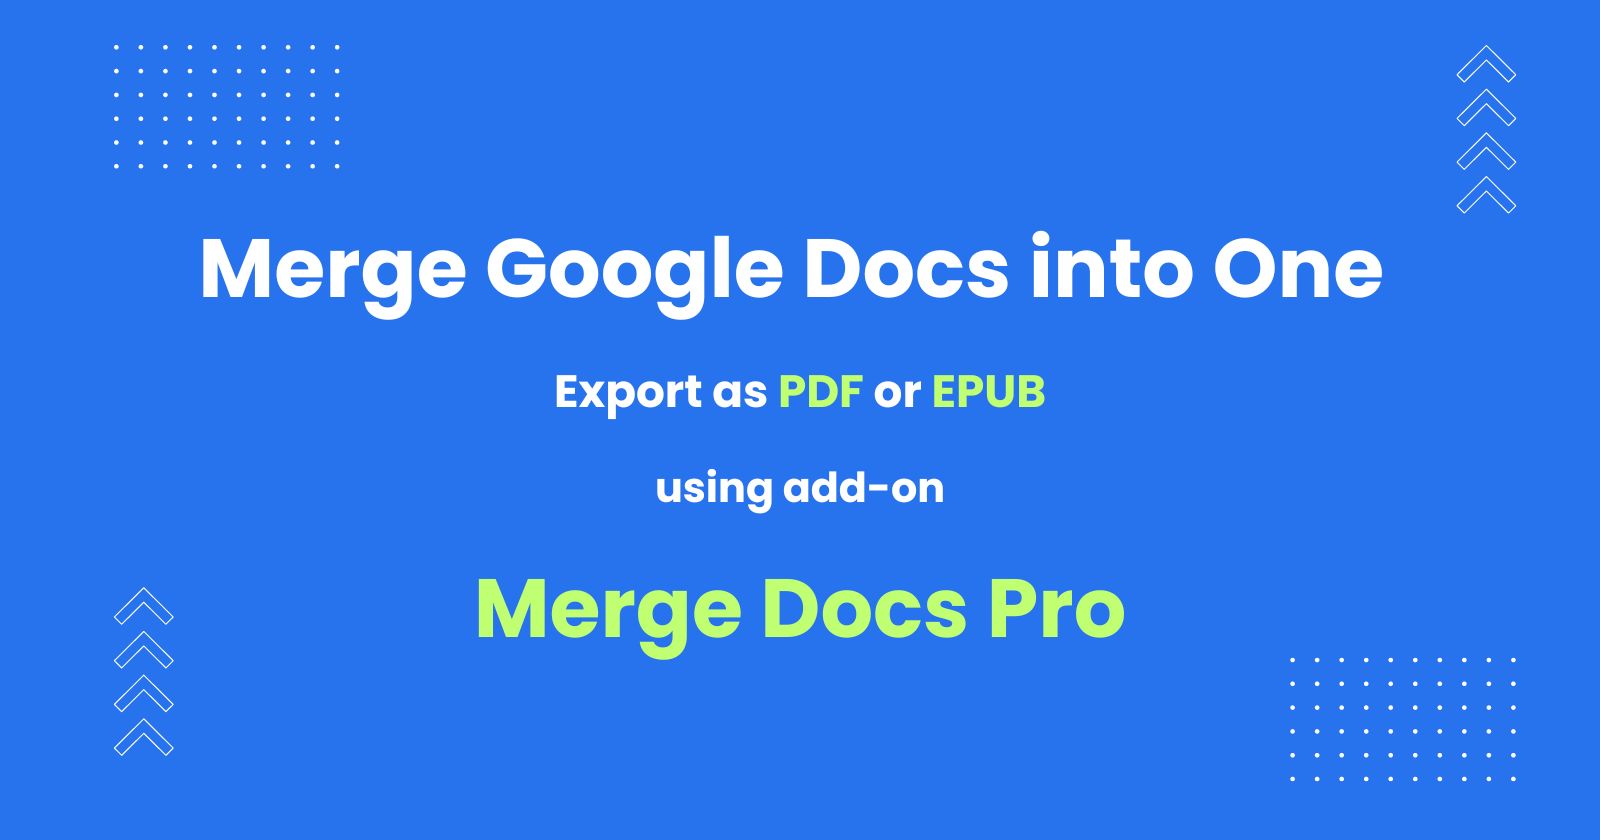 Merge Google Docs into One
Export as PDF or EPUB
using add-on
Merge Docs Pro